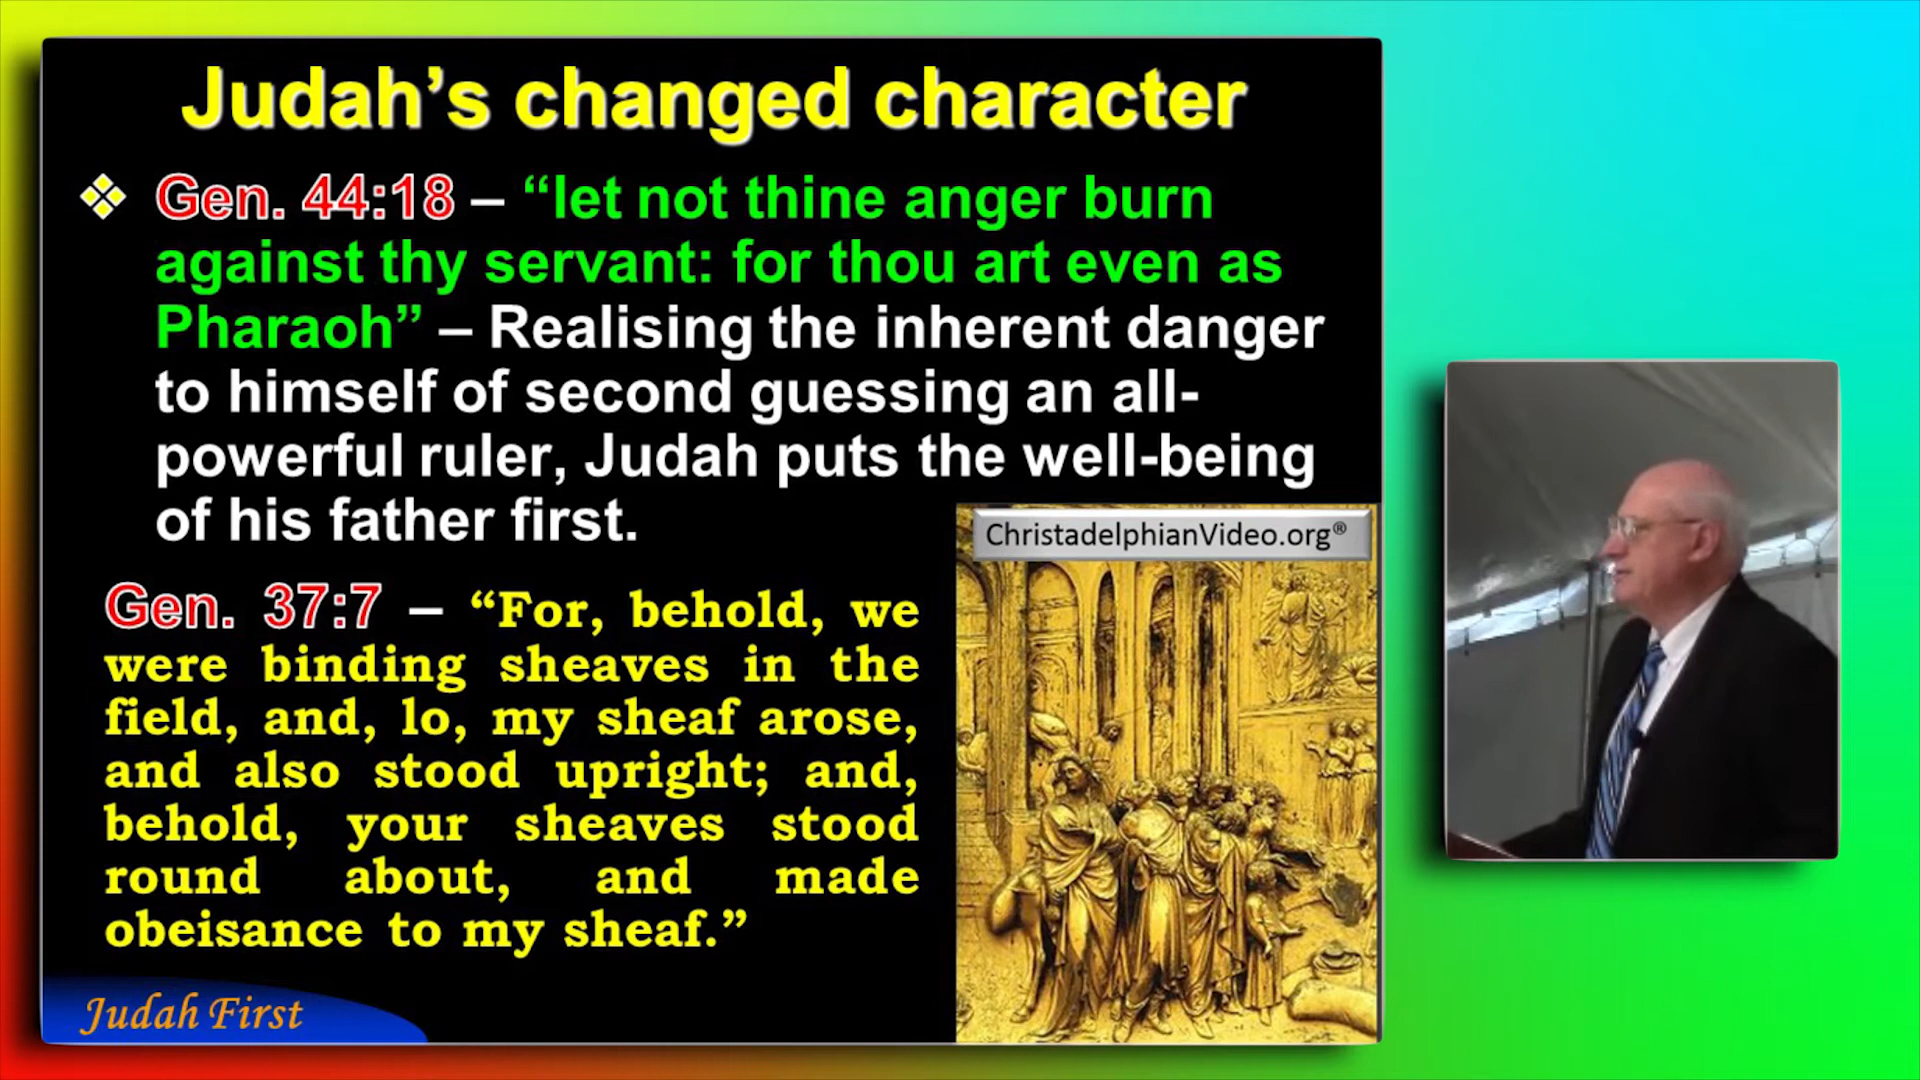 Judah’s changed character
❖ Gen. 44:18 – “let not thine anger burn
against thy servant: for thou art even as
Pharaoh” – Realising the inherent danger
to himself of second guessing an all-
powerful ruler, Judah puts the well-being
of his father first.
ChristadelphianVideo.org®
Gen. 37:7 – “For, behold, we
were binding sheaves in the
field, and, lo, my sheaf arose,
and also stood upright; and,
behold, your sheaves stood
round about, and made
obeisance to my sheaf.”
Judah First